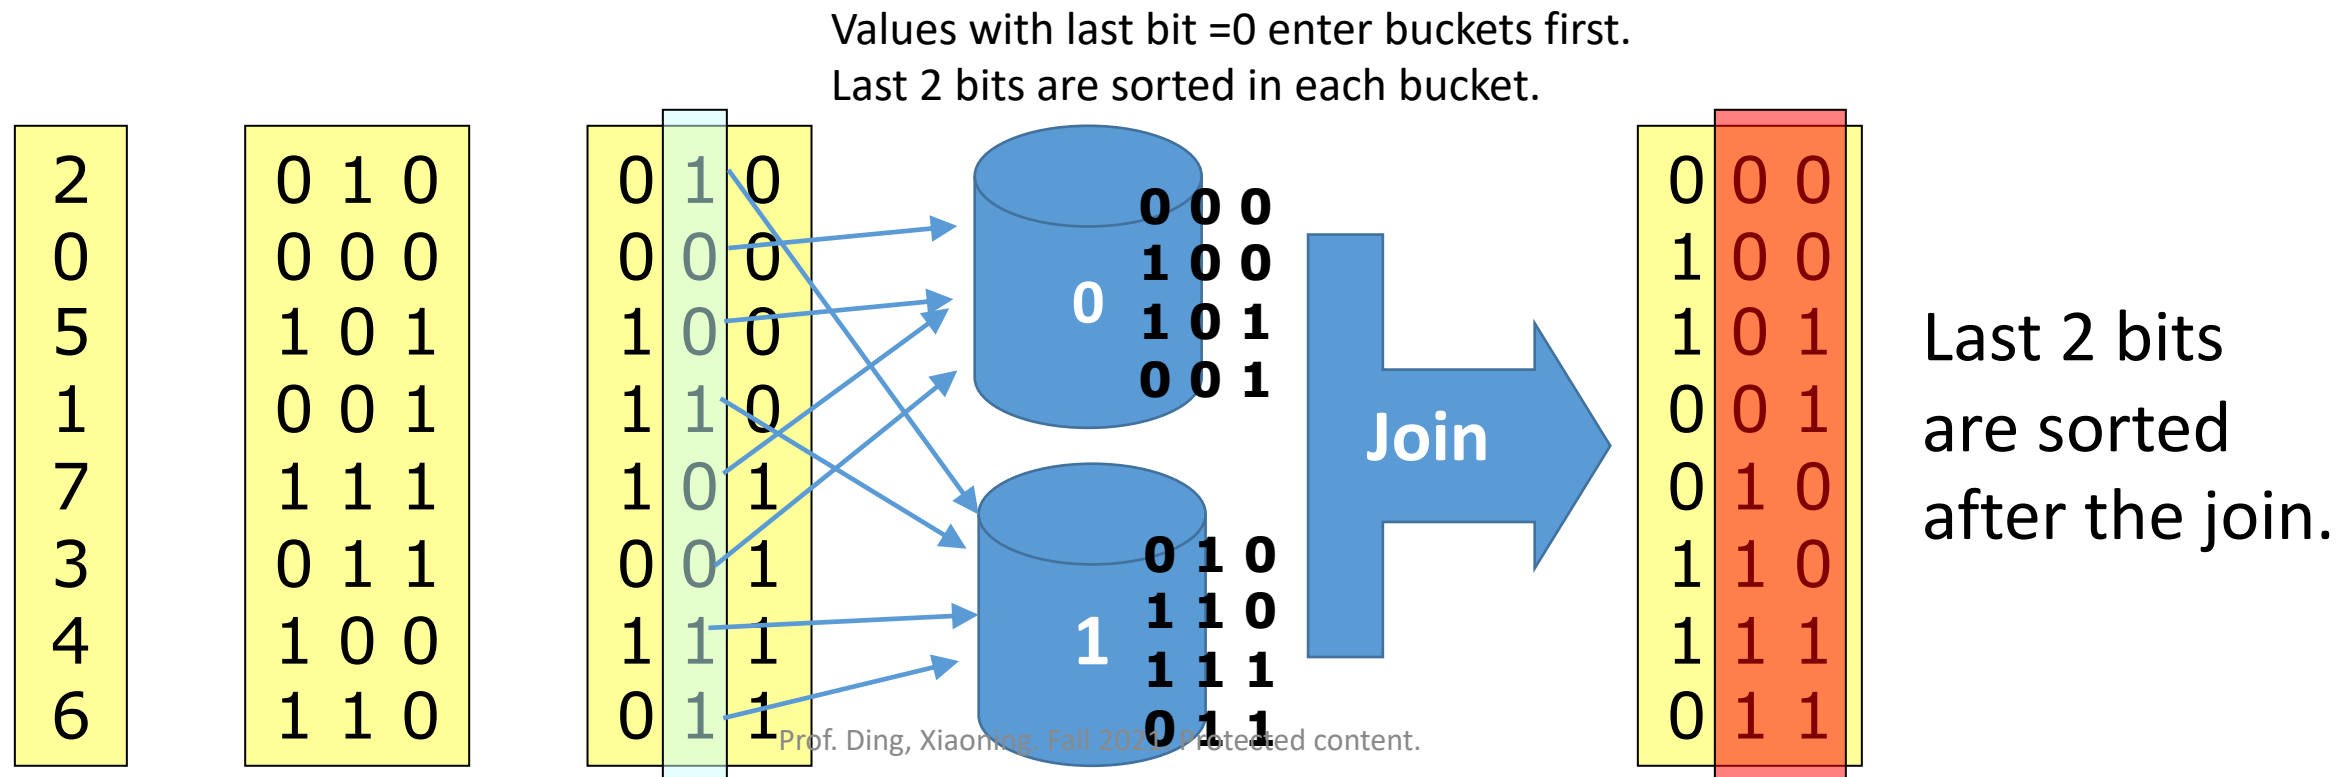 Values with last bit =0 enter buckets first.
Last 2 bits are sorted in each bucket.
2
0
5
1
7
3
4
6
0 1 0
0 0 0
1 0 1
0 0 1
1 1 1
0 1 1
1 0 0
1 1 0
0 1 0
0 0 0
1 0 0
1 1 0
1 0 1
0 0 1
1 1 1
0 1 1
0
0 0 0
1 0 0
1 0 1
0 0 1
1
0 1 0
1 1 0
1 1 1
0 1 1
Join
0 0 0
1 0 0
1 0 1
0 0 1
0 1 0
1 1 0
1 1 1
0 1 1
Last 2 bits
are sorted
after the join.
Prof. Ding, Xiaoning. Fall 2021. Protected content.